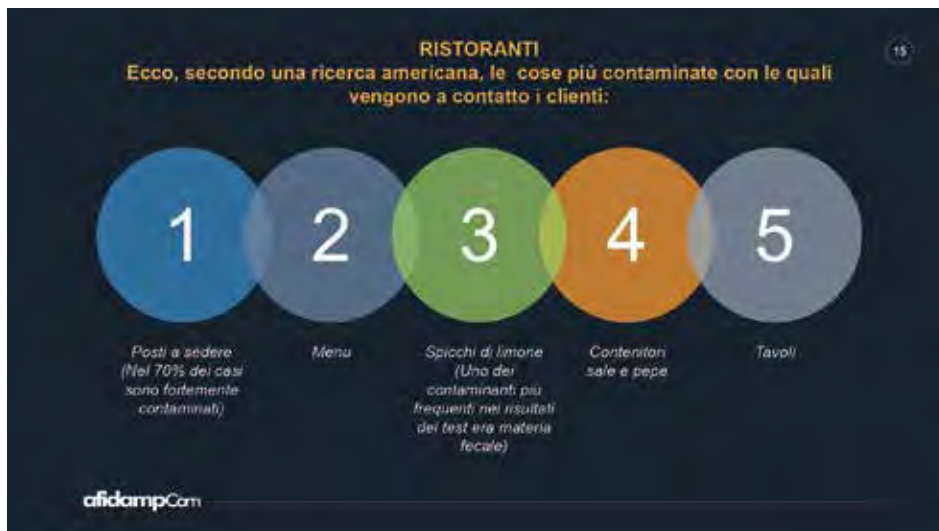 RISTORANTI
15
Ecco, secondo una ricerca americana, le cose più contaminate con le quali
vengono a contatto i clienti:
1
2
3
4
5
Posti a sedere
(Nel 70% dei casi
sono fortemente
contaminati)
Menu
Spicchi di limone
(Uno dei
contaminanti più
frequenti nei risultati
dei test era materia
fecale)
Contenitori
sale e pepe
Tavoli
afidampCom